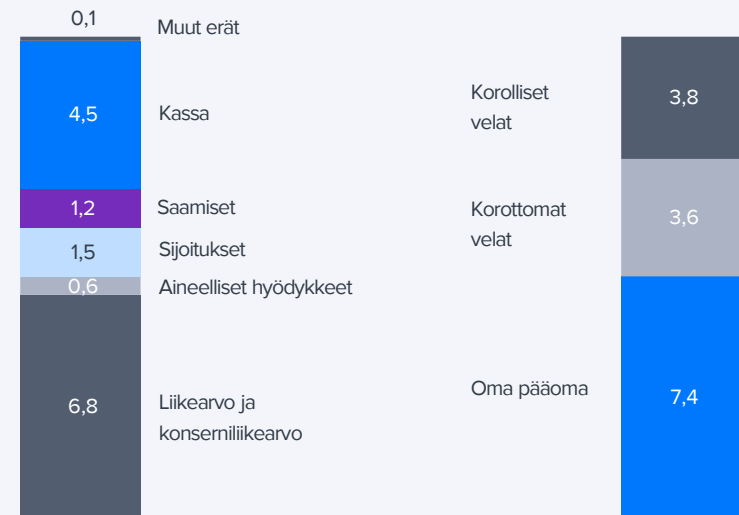 0,1
Muut erät
4,5
Kassa
1,2
Saamiset
1,5
Sijoitukset
0,6
Aineelliset hyödykkeet
6,8
Liikearvo ja
konserniliikearvo
Korolliset
velat
3,8
Korottomat
velat
3,6
Oma pääoma
7,4